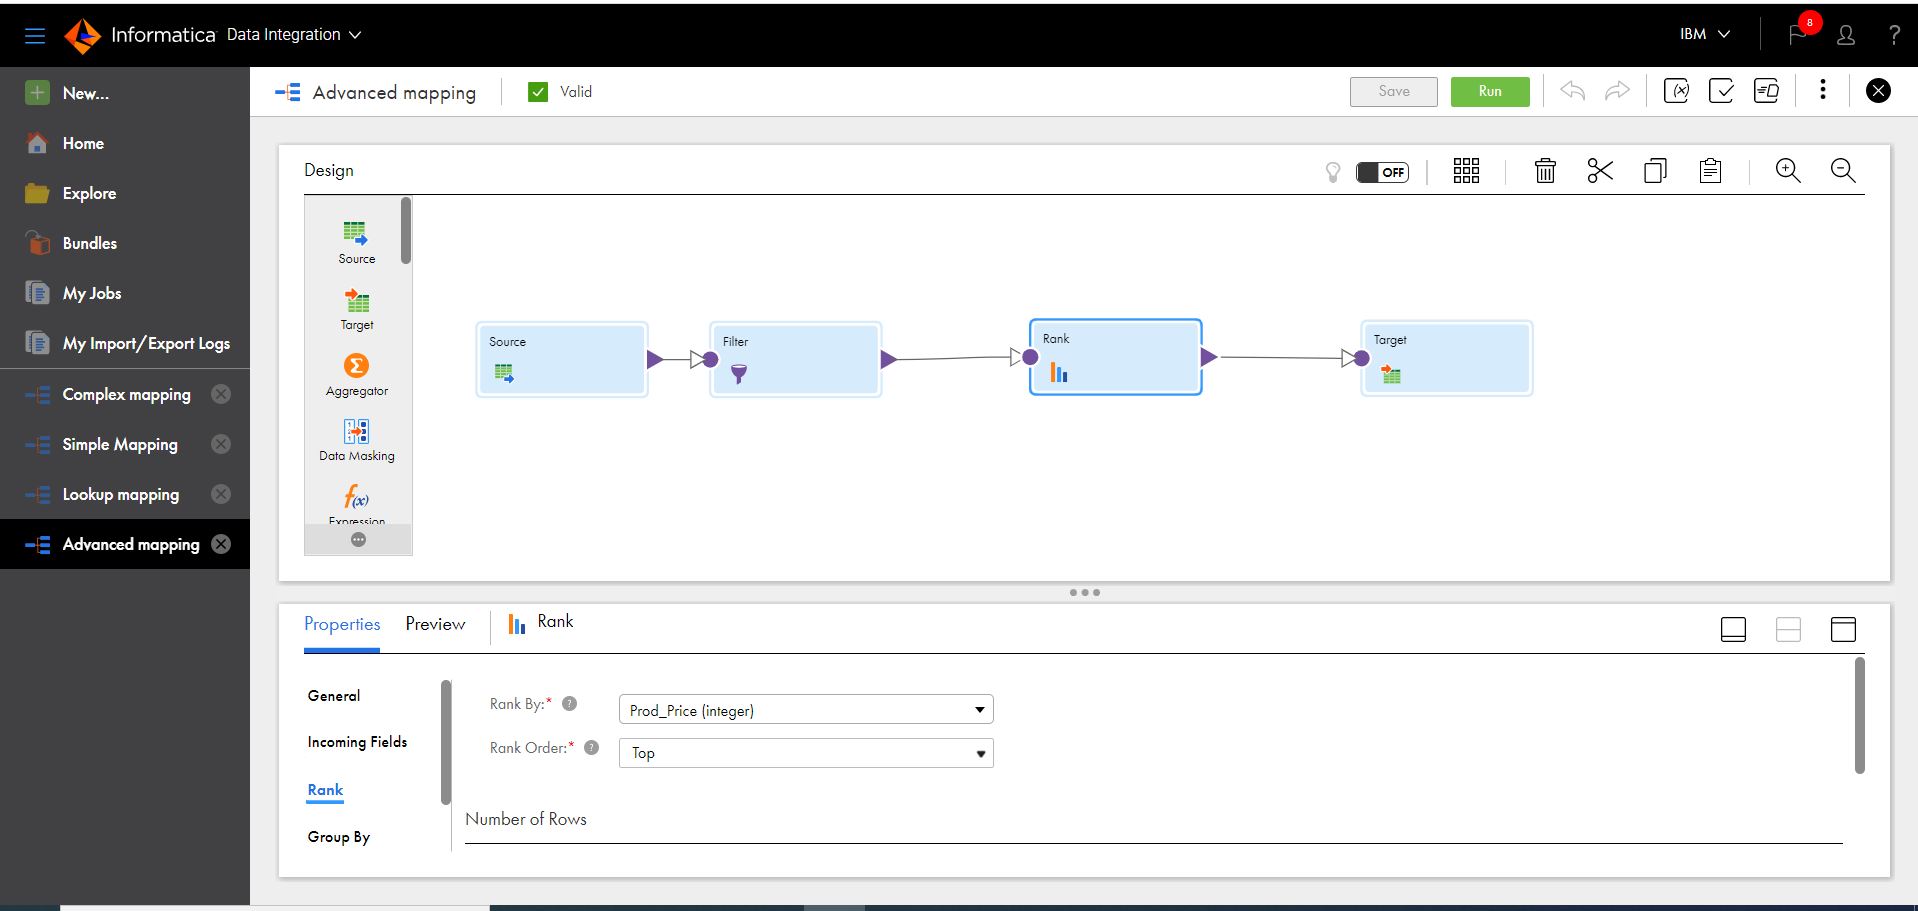 Informatica Data Integration
IBM
8
?
New...
Home
Explore
Bundles
My Jobs
My Import/Export Logs
Complex mapping
Simple Mapping
Lookup mapping
Advanced mapping
Advanced mapping
Valid
Save
Run
(x)
Design
OFF
Source
Target
Aggregator
Data Masking
f(x)
Expression
Source
Filter
Rank
Target
Properties
Preview
Rank
General
Incoming Fields
Rank
Group By
Rank By:* ?
Prod_Price (integer)
Rank Order:* ?
Top
Number of Rows